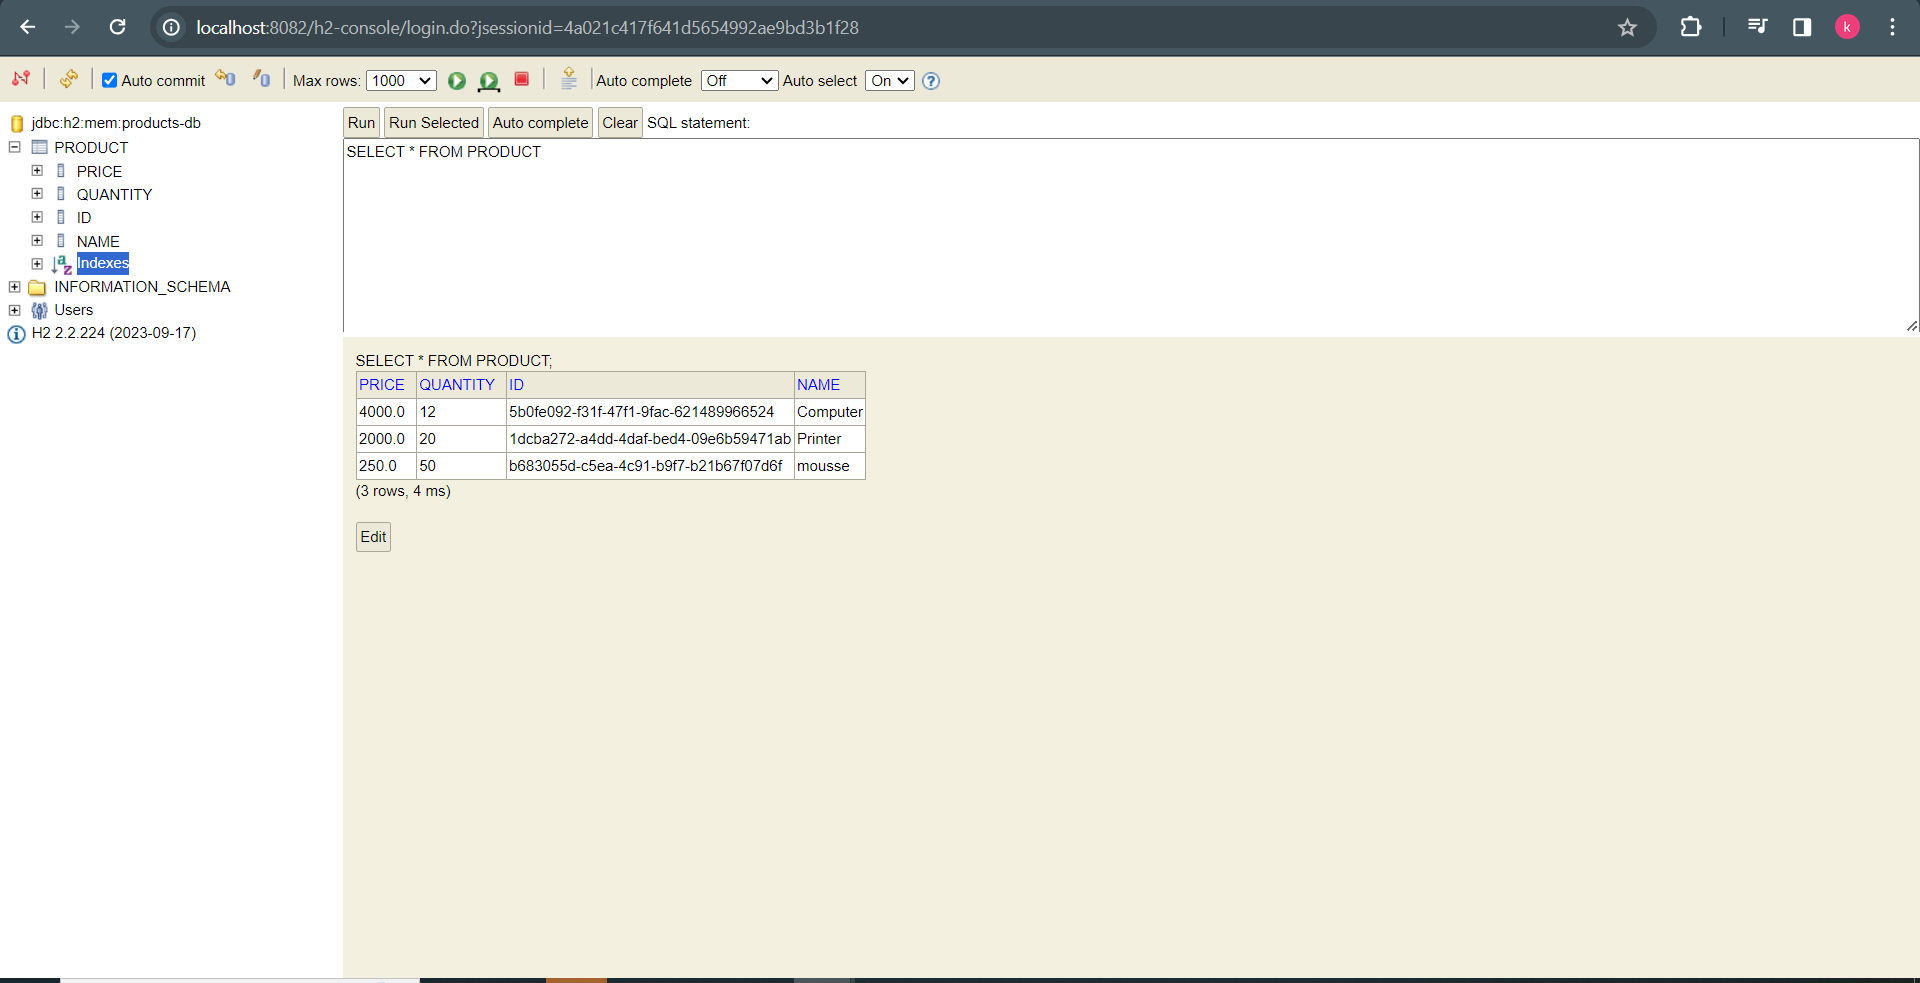 localhost:8082/h2-console/login.do?jsessionid=4a021c417f641d5654992ae9bd3b1f28
k
Auto commit Max rows: 1000 Auto complete Off Auto select On ?
jdbc:h2:mem:products-db
PRODUCT
PRICE
QUANTITY
ID
NAME
Indexes
INFORMATION_SCHEMA
Users
H2 2.2.224 (2023-09-17)
Run Run Selected Auto complete Clear SQL statement:
SELECT * FROM PRODUCT
SELECT * FROM PRODUCT;
PRICE QUANTITY ID NAME
4000.0 12 5b0fe092-f31f-47f1-9fac-621489966524 Computer
2000.0 20 1dcba272-a4dd-4daf-bed4-09e6b59471ab Printer
250.0 50 b683055d-c5ea-4c91-b9f7-b21b67f07d6f mousse
(3 rows, 4 ms)
Edit